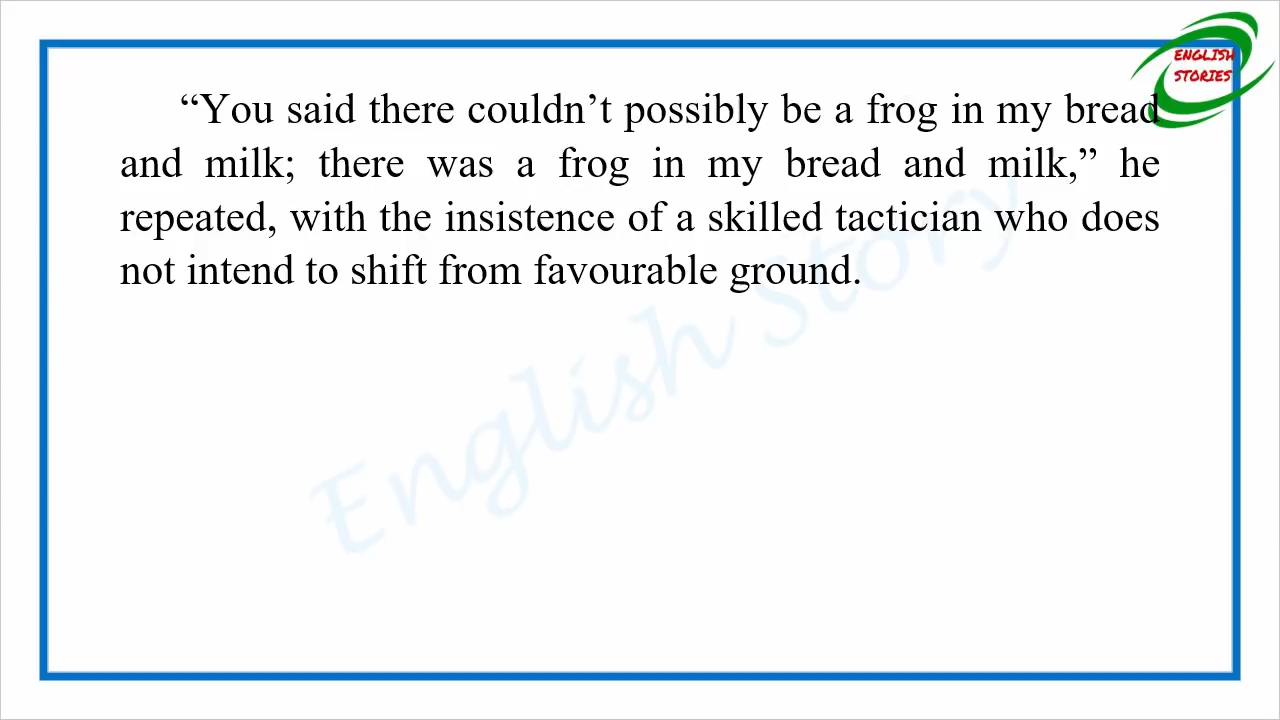 ENGLISH
STORIES
“You said there couldn’t possibly be a frog in my bread
and milk; there was a frog in my bread and milk,” he
repeated, with the insistence of a skilled tactician who does
not intend to shift from favourable ground.
English Story